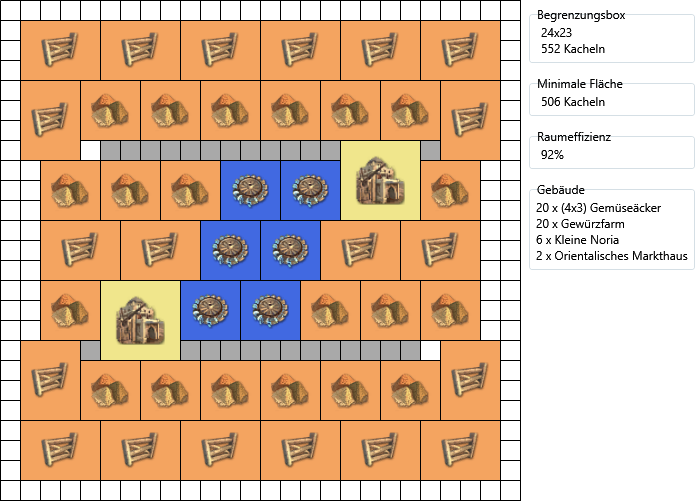 Begrenzungsbox
24x23
552 Kacheln
Minimale Fläche
506 Kacheln
Raumeffizienz
92%
Gebäude
20 x (4x3) Gemüseäcker
20 x Gewürzfarm
6 x Kleine Noria
2 x Orientalisches Markthaus